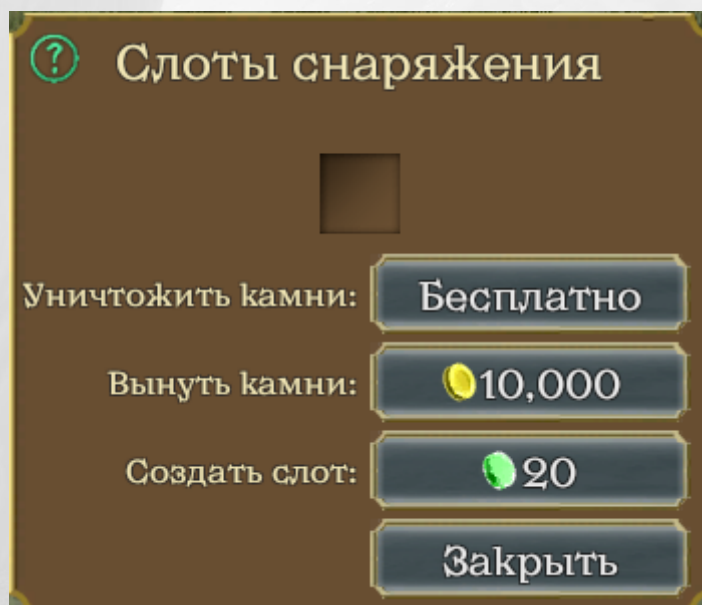 ?
Слоты снаряжения
Уничтожить камни: Бесплатно
Вынуть камни: 10,000
Создать слот: 20
Закрыть